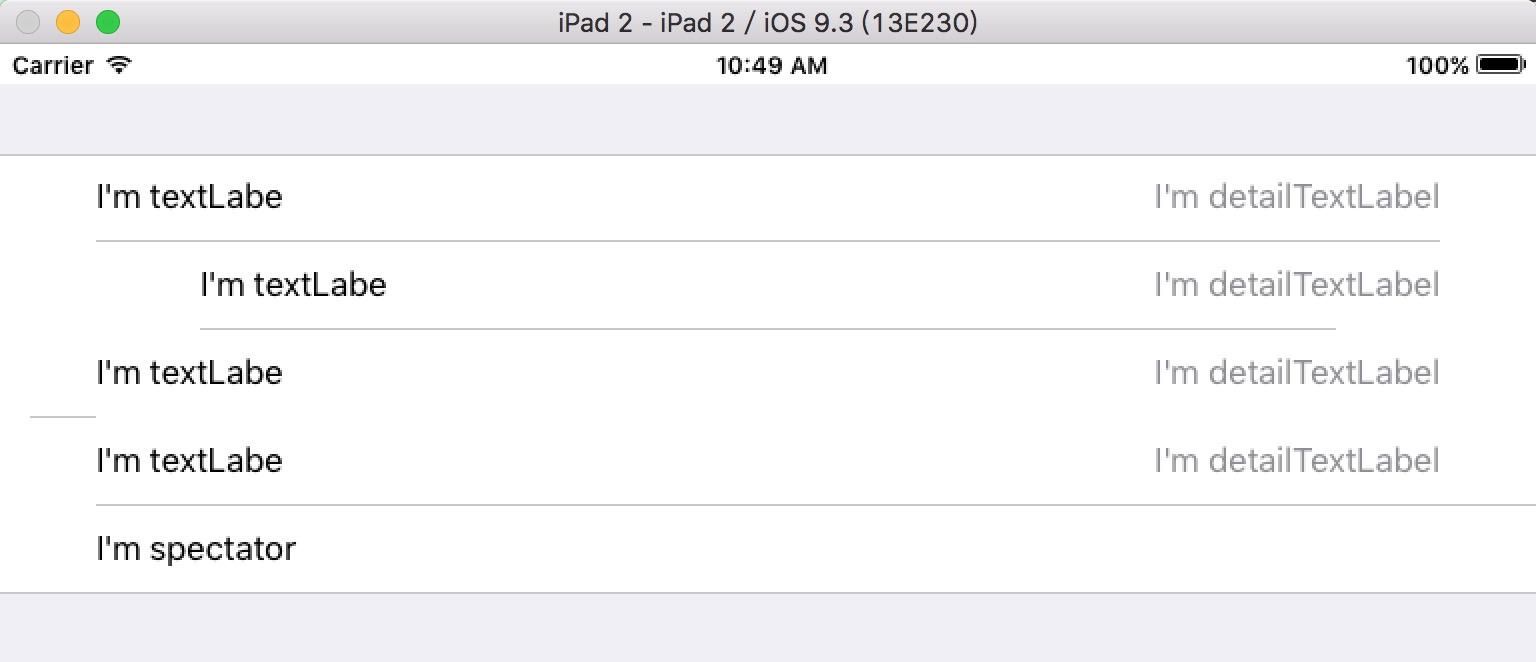 iPad 2 - iPad 2 / iOS 9.3 (13E230)
Carrier 10:49 AM 100%
I'm textLabe I'm detailTextLabel
I'm textLabe I'm detailTextLabel
I'm textLabe I'm detailTextLabel
I'm textLabe I'm detailTextLabel
I'm spectator